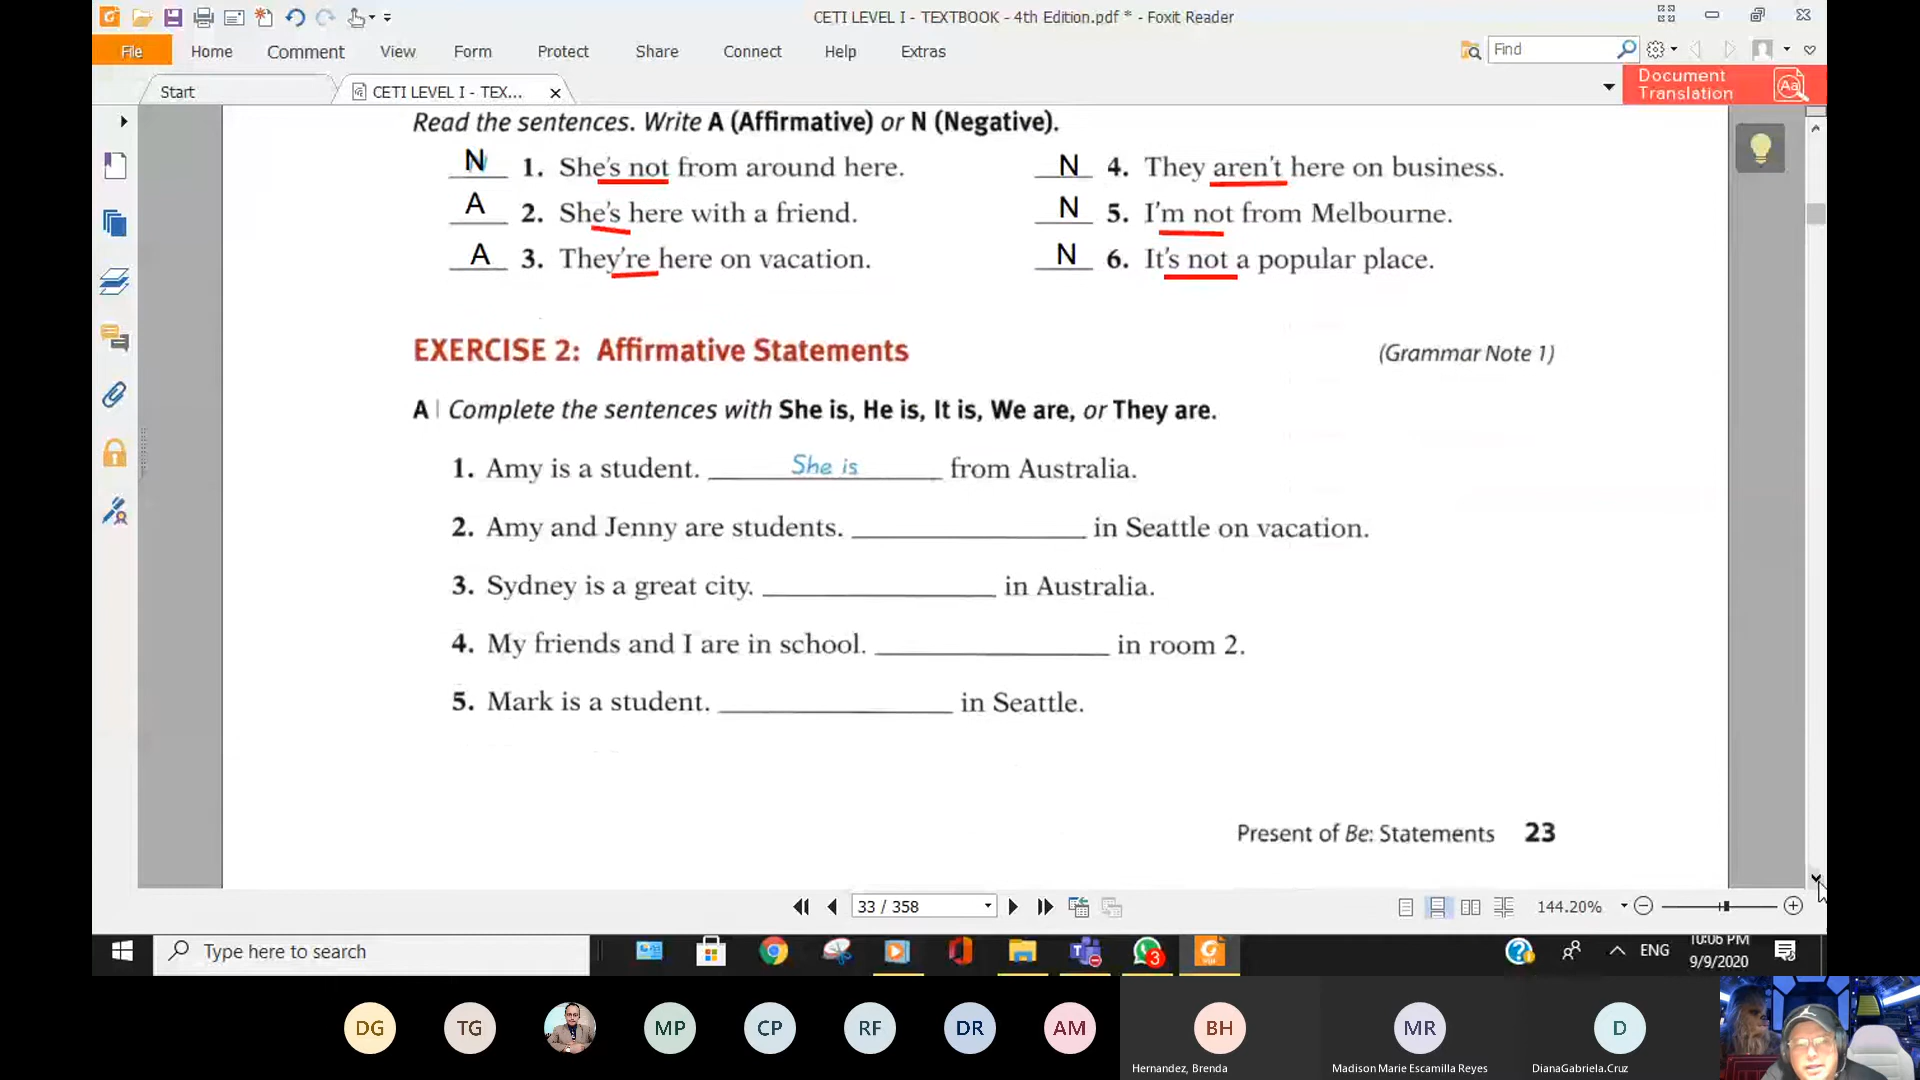 CETI LEVEL I - TEXTBOOK - 4th Edition.pdf * - Foxit Reader
File Home Comment View Form Protect Share Connect Help Extras
Find
Start
CETI LEVEL I - TEX...
Document
Translation
Read the sentences. Write A (Affirmative) or N (Negative).
N 1. She's not from around here.
A 2. She's here with a friend.
A 3. They're here on vacation.
N 4. They aren't here on business.
N 5. I'm not from Melbourne.
N 6. It's not a popular place.
EXERCISE 2: Affirmative Statements
(Grammar Note 1)
A | Complete the sentences with She is, He is, It is, We are, or They are.
1. Amy is a student. She is from Australia.
2. Amy and Jenny are students. ____________ in Seattle on vacation.
3. Sydney is a great city. ____________ in Australia.
4. My friends and I are in school. ____________ in room 2.
5. Mark is a student. ____________ in Seattle.
Present of Be: Statements 23
33 / 358
144.20%
Type here to search
3
ENG
10:06 PM
9/9/2020
DG TG MP CP RF DR AM BH MR D
Hernandez, Brenda
Madison Marie Escamilla Reyes
DianaGabriela.Cruz